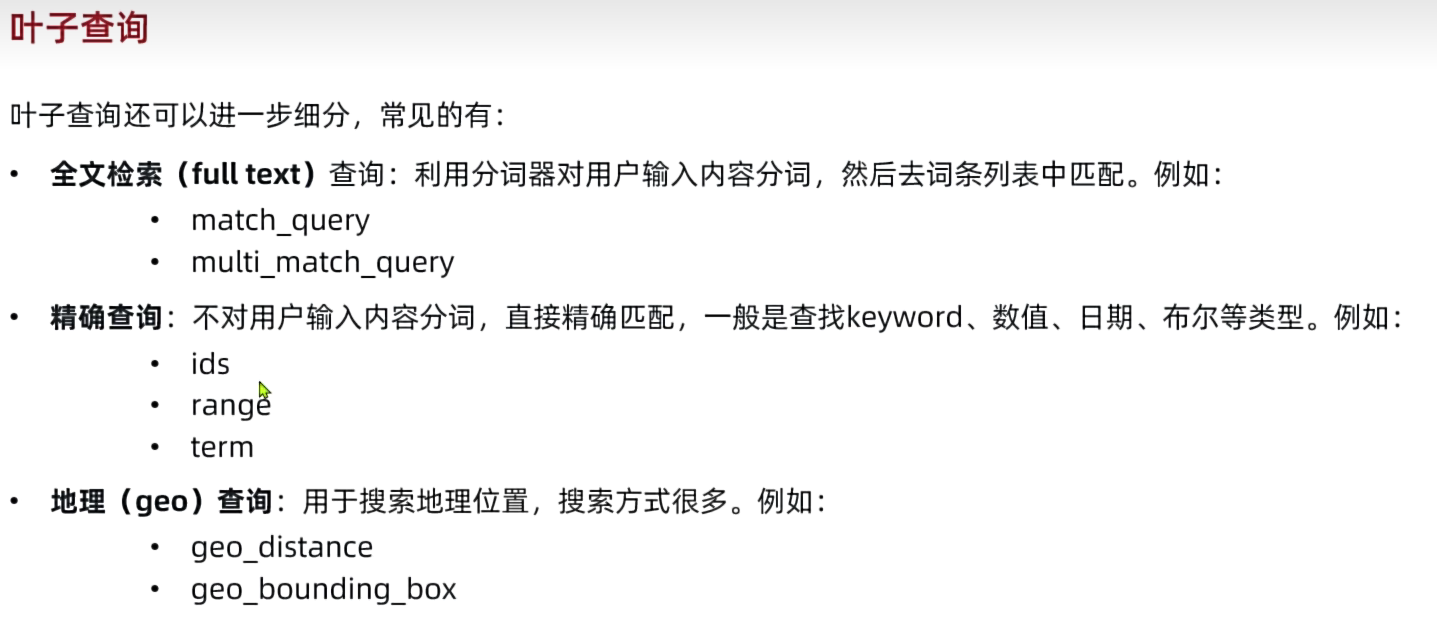 叶子查询
叶子查询还可以进一步细分，常见的有：
• 全文检索（full text）查询：利用分词器对用户输入内容分词，然后去词条列表中匹配。例如：
• match_query
• multi_match_query
• 精确查询：不对用户输入内容分词，直接精确匹配，一般是查找keyword、数值、日期、布尔等类型。例如：
• ids
• range
• term
• 地理（geo）查询：用于搜索地理位置，搜索方式很多。例如：
• geo_distance
• geo_bounding_box